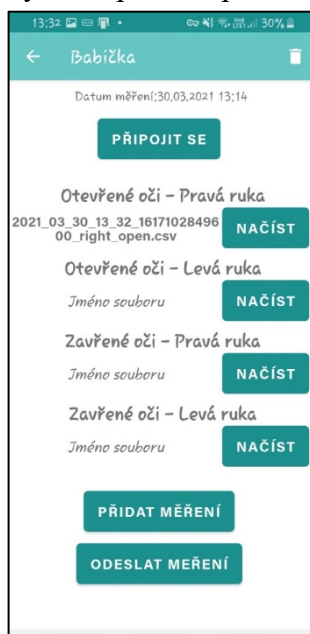 13:32 30%
Babička
Datum měření:30.03.2021 13:14
PŘIPOJIT SE
Otevřené oči – Pravá ruka
2021_03_30_13_32_16171028496
00_right_open.csv
NAČÍST
Otevřené oči – Levá ruka
Jméno souboru
NAČÍST
Zavřené oči – Pravá ruka
Jméno souboru
NAČÍST
Zavřené oči – Levá ruka
Jméno souboru
NAČÍST
PŘIDAT MĚŘENÍ
ODESLAT MEŘENÍ